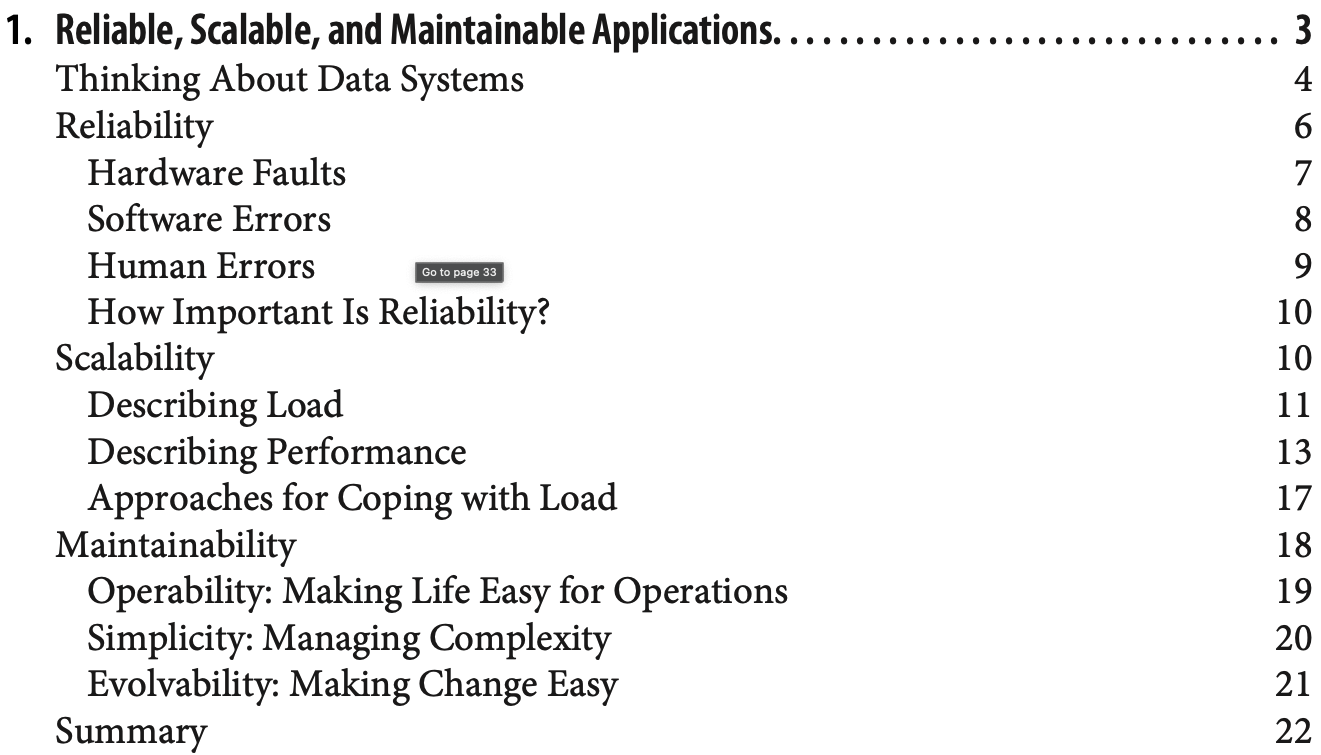 1. Reliable, Scalable, and Maintainable Applications. . . . . . . . . . . . . . . . . . . . . . . . . . . . . . . 3
Thinking About Data Systems 4
Reliability 6
Hardware Faults 7
Software Errors 8
Human Errors 9
Go to page 33
How Important Is Reliability? 10
Scalability 10
Describing Load 11
Describing Performance 13
Approaches for Coping with Load 17
Maintainability 18
Operability: Making Life Easy for Operations 19
Simplicity: Managing Complexity 20
Evolvability: Making Change Easy 21
Summary 22